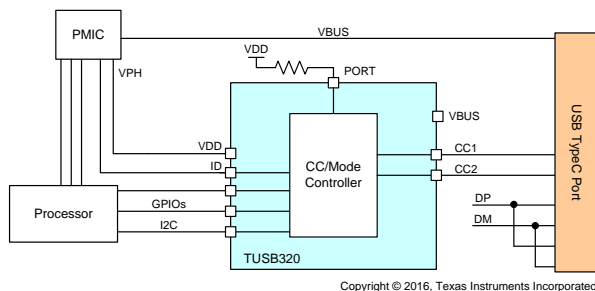 PMIC
VBUS
VPH
VDD
PORT
VBUS
VDD
CC1
ID
CC/Mode
Controller
CC2
USB TypeC Port
Processor
GPIOs
I2C
DP
DM
TUSB320
Copyright © 2016, Texas Instruments Incorporated